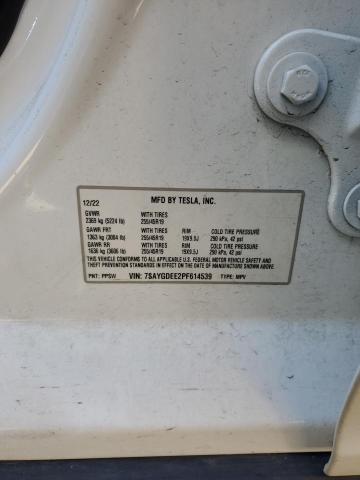 12/22 MFD BY TESLA, INC.
GVWR WITH TIRES
2369 kg (5224 lb) 255/45R19
GAWR FRT WITH TIRES RIM COLD TIRE PRESSURE
1363 kg (3004 lb) 255/45R19 19X9.5J 290 kPa, 42 psi
GAWR RR WITH TIRES RIM COLD TIRE PRESSURE
1636 kg (3606 lb) 255/45R19 19X9.5J 290 kPa, 42 psi
THIS VEHICLE CONFORMS TO ALL APPLICABLE U.S. FEDERAL MOTOR VEHICLE SAFETY AND
THEFT PREVENTION STANDARDS IN EFFECT ON THE DATE OF MANUFACTURE SHOWN ABOVE.
PNT: PPSW VIN: 7SAYGDEE2PF614539 TYPE: MPV